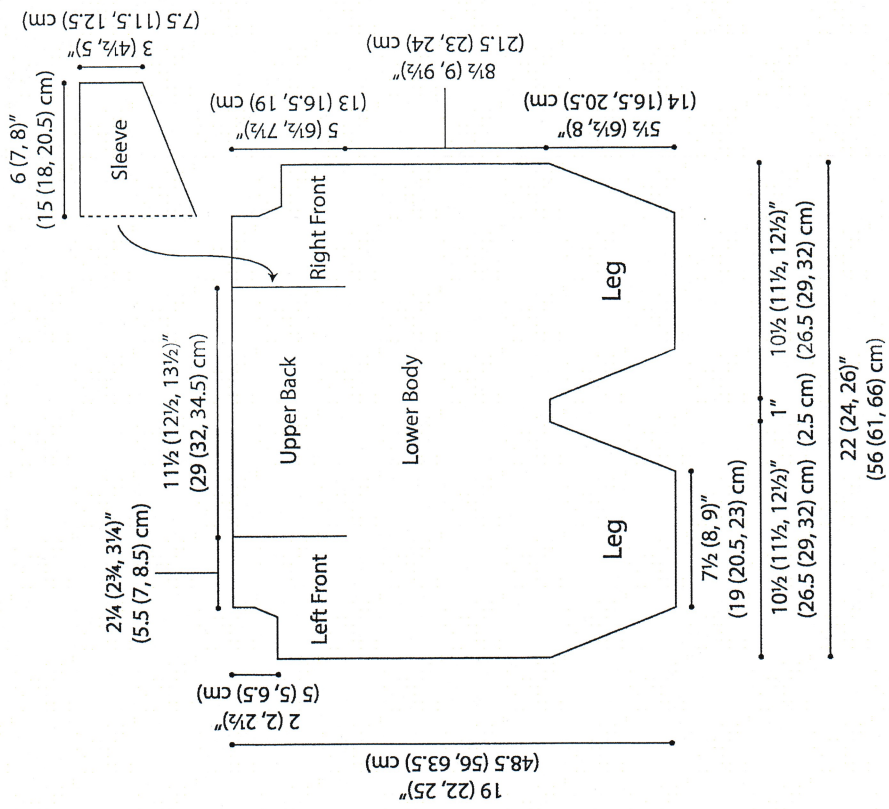 3 (4½, 5)"
7.5 (11.5, 12.5) cm)
6 (7, 8)"
(15 (18, 20.5) cm)
Sleeve
5 (6½, 7½)"
(13 (16.5, 19) cm)
8½ (9, 9½)"
(21.5 (23, 24) cm)
5½ (6½, 8)"
(14 (16.5, 20.5) cm)
11½ (12½, 13½)"
(29 (32, 34.5) cm)
2¼ (2¾, 3¼)"
(5.5 (7, 8.5) cm)
Right Front
Upper Back
Left Front
Lower Body
Leg
Leg
7½ (8, 9)"
(19 (20.5, 23) cm)
10½ (11½, 12½)"
(26.5 (29, 32) cm)
1"
(2.5 cm)
10½ (11½, 12½)"
(26.5 (29, 32) cm)
22 (24, 26)"
(56 (61, 66) cm)
2 (2, 2½)"
(5 (5, 6.5) cm)
19 (22, 25)"
(48.5 (56, 63.5) cm)